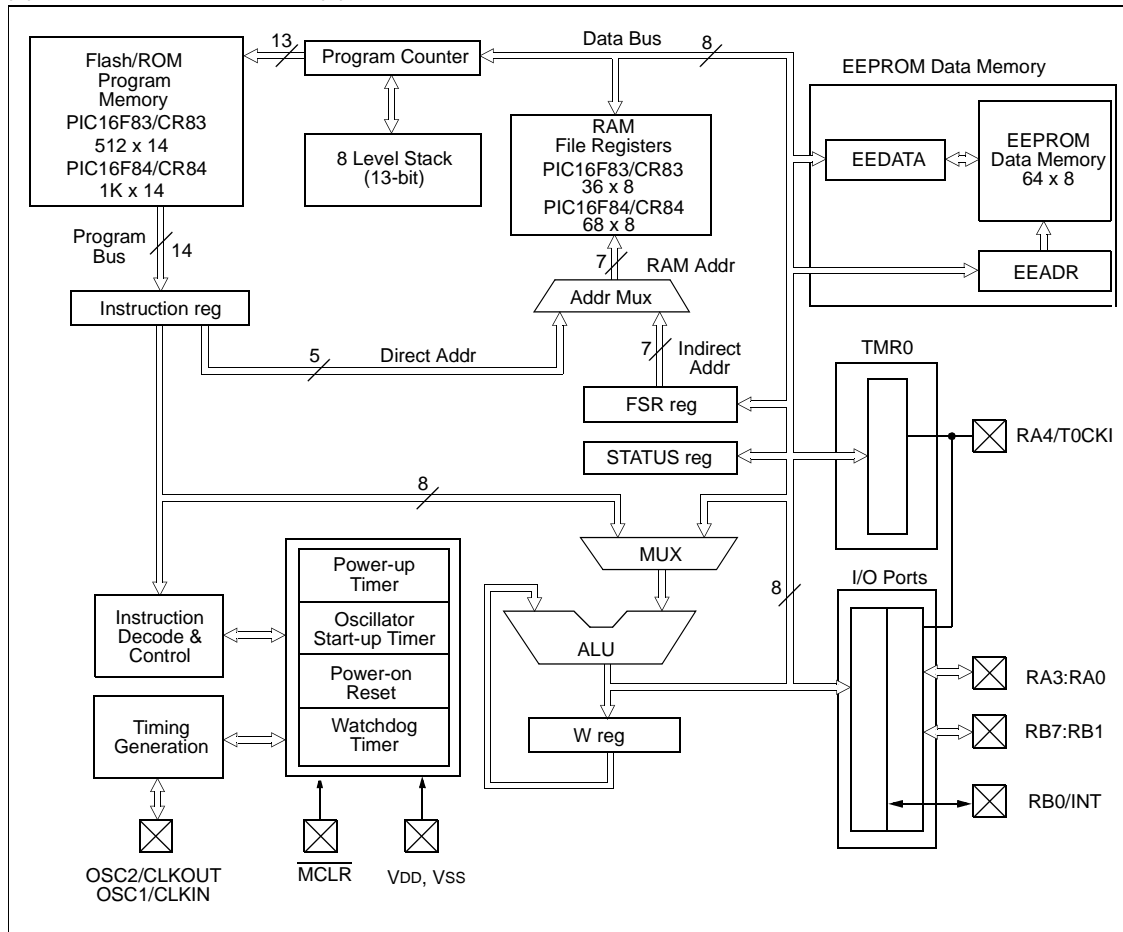 13
Data Bus
8
Flash/ROM
Program
Memory
PIC16F83/CR83
512 x 14
PIC16F84/CR84
1K x 14
Program Counter
8 Level Stack
(13-bit)
RAM
File Registers
PIC16F83/CR83
36 x 8
PIC16F84/CR84
68 x 8
EEPROM Data Memory
EEDATA
EEPROM
Data Memory
64 x 8
EEADR
Program
Bus
14
7
RAM Addr
Addr Mux
Instruction reg
5
Direct Addr
7
Indirect
Addr
TMR0
FSR reg
RA4/T0CKI
STATUS reg
8
MUX
Power-up
Timer
Oscillator
Start-up Timer
Power-on
Reset
Watchdog
Timer
8
I/O Ports
Instruction
Decode &
Control
ALU
RA3:RA0
Timing
Generation
W reg
RB7:RB1
RB0/INT
OSC2/CLKOUT
OSC1/CLKIN
MCLR
VDD, VSS